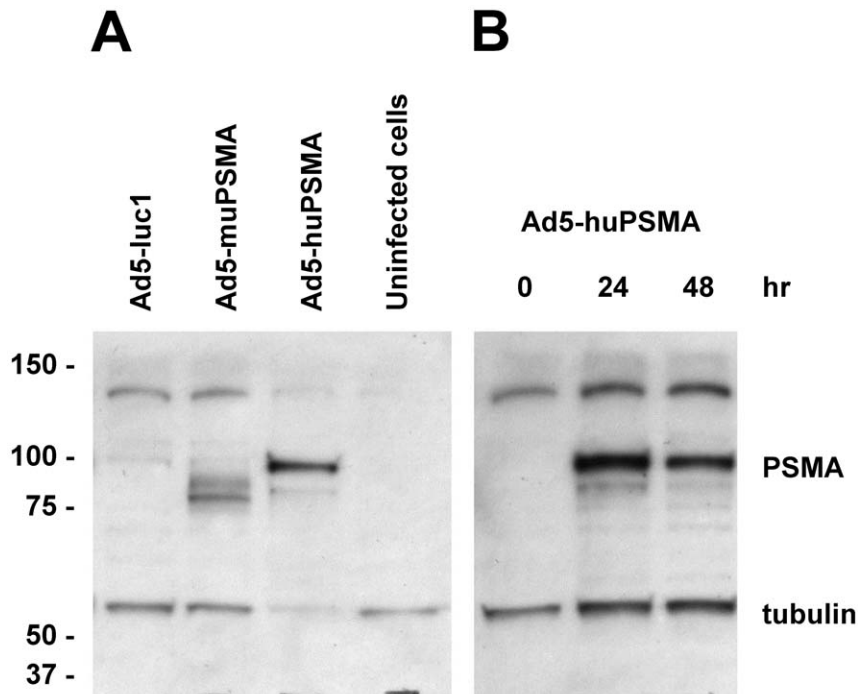 A
B
Ad5-luc1
Ad5-muPSMA
Ad5-huPSMA
Uninfected cells
Ad5-huPSMA
0 24 48 hr
150 -
100 -
75 -
50 -
37 -
PSMA
tubulin